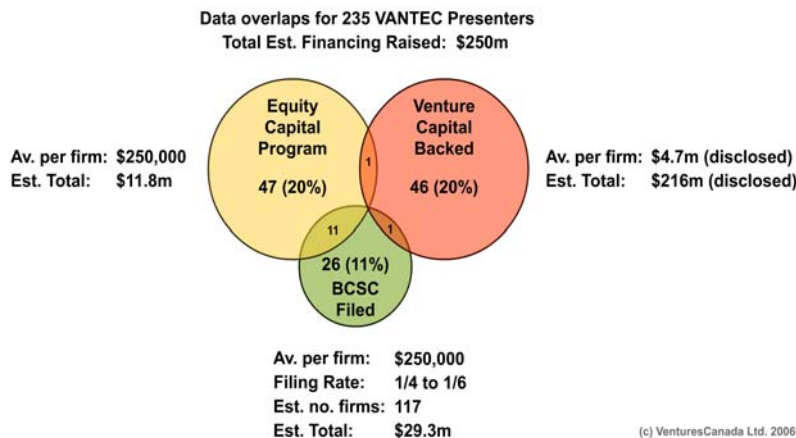 Data overlaps for 235 VANTEC Presenters
Total Est. Financing Raised: $250m
Equity
Capital
Program
47 (20%)
Venture
Capital
Backed
46 (20%)
1
11
1
26 (11%)
BCSC
Filed
Av. per firm: $250,000
Est. Total: $11.8m
Av. per firm: $4.7m (disclosed)
Est. Total: $216m (disclosed)
Av. per firm: $250,000
Filing Rate: 1/4 to 1/6
Est. no. firms: 117
Est. Total: $29.3m
(c) VenturesCanada Ltd. 2006